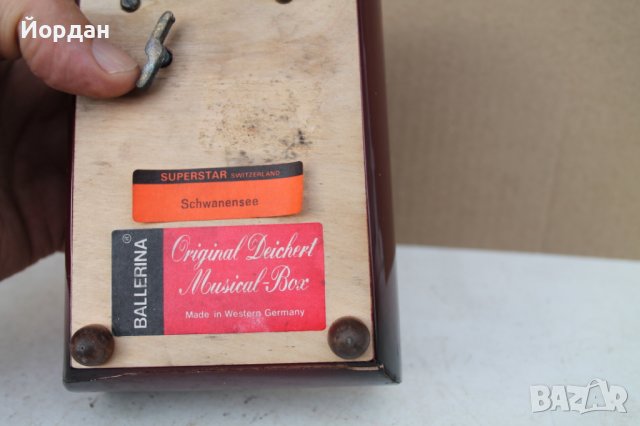 Йордан
SUPERSTAR SWITZERLAND
Schwanensee
BALLERINA ®
Original Deichert
Musical-Box
Made in Western Germany
BAZAR